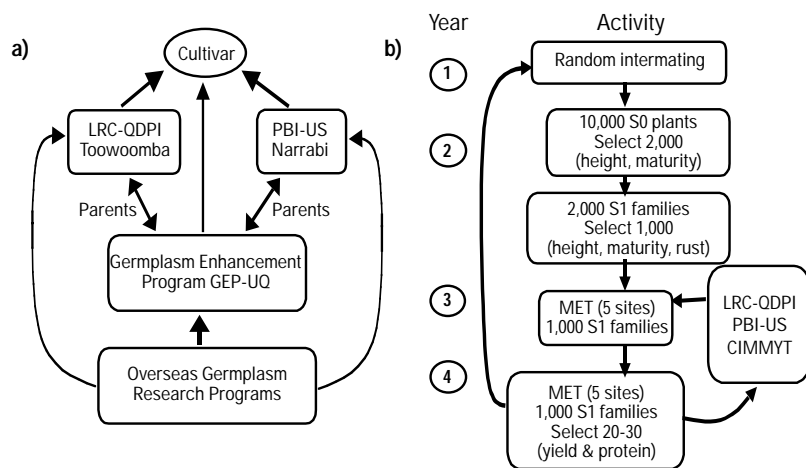 a)
Cultivar
LRC-QDPI
Toowoomba
PBI-US
Narrabi
Parents
Parents
Germplasm Enhancement
Program GEP-UQ
Overseas Germplasm
Research Programs
b)
Year
Activity
1
Random intermating
2
10,000 S0 plants
Select 2,000
(height, maturity)
2,000 S1 families
Select 1,000
(height, maturity, rust)
3
MET (5 sites)
1,000 S1 families
LRC-QDPI
PBI-US
CIMMYT
4
MET (5 sites)
1,000 S1 families
Select 20-30
(yield & protein)